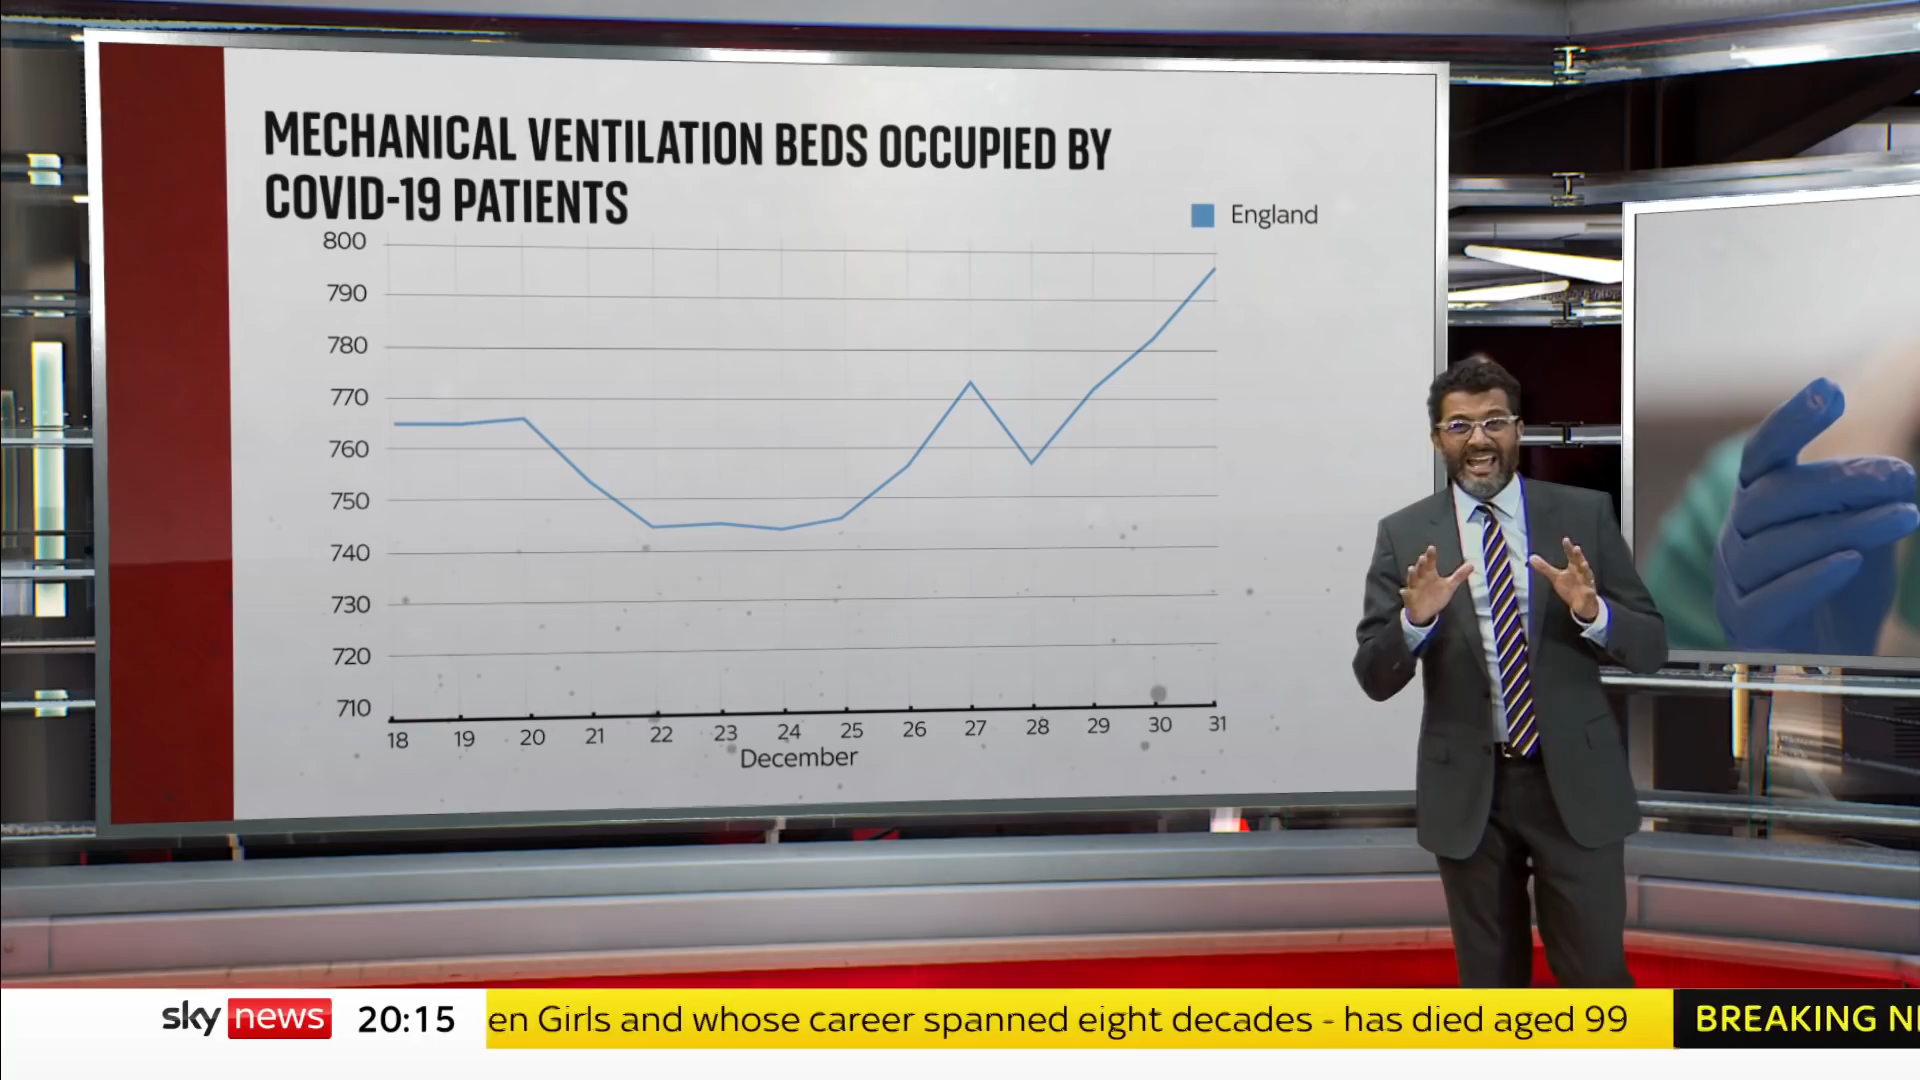 MECHANICAL VENTILATION BEDS OCCUPIED BY
COVID-19 PATIENTS
England
800
790
780
770
760
750
740
730
720
710
18 19 20 21 22 23 24 25 26 27 28 29 30 31
December
sky news 20:15 en Girls and whose career spanned eight decades - has died aged 99 BREAKING NE